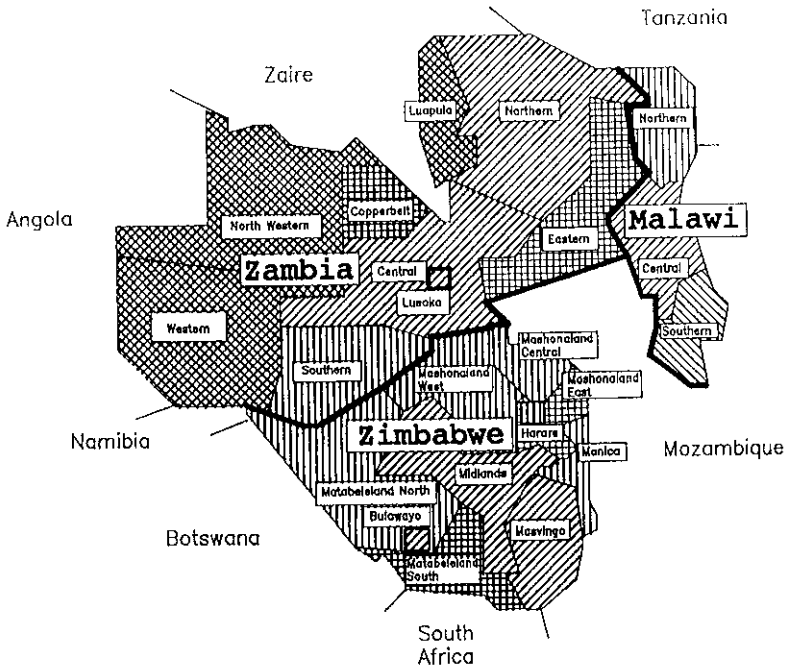 Tanzania
Zaire
Luapula
Northern
Northern
Angola
North Western
Copperbelt
Eastern
Malawi
Zambia
Central
Central
Luwaka
Western
Southern
Southern
Mashonaland
Central
Mashonaland
West
Mashonaland
East
Namibia
Zimbabwe
Harare
Manica
Mozambique
Midlands
Matabeleland North
Bulawayo
Masvingo
Botswana
Matabeleland
South
South
Africa